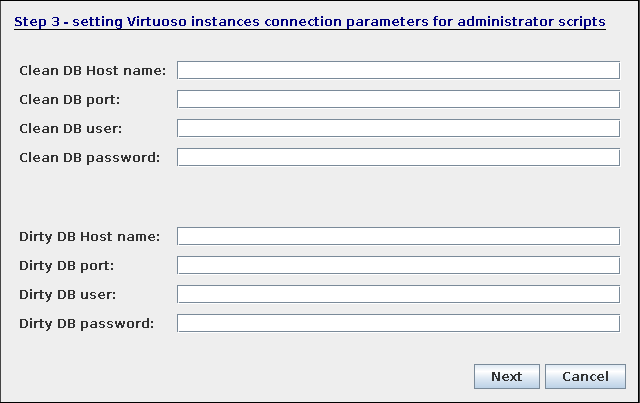 Step 3 - setting Virtuoso instances connection parameters for administrator scripts
Clean DB Host name:
Clean DB port:
Clean DB user:
Clean DB password:
Dirty DB Host name:
Dirty DB port:
Dirty DB user:
Dirty DB password:
Next Cancel